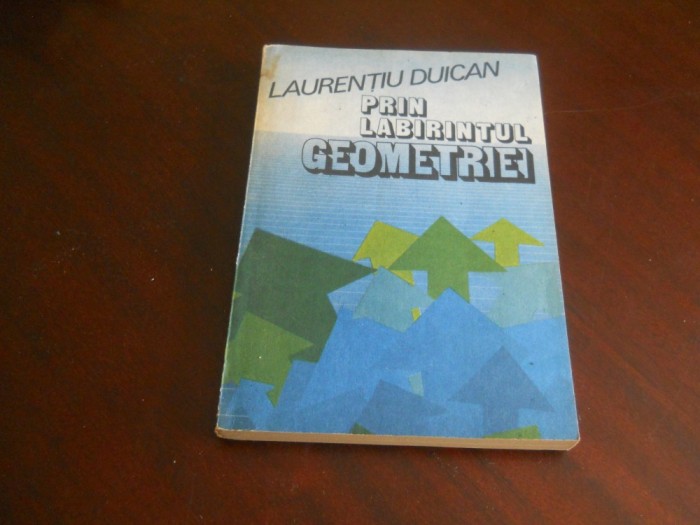 LAURENȚIU DUICAN
PRIN
LABIRINTUL
GEOMETRIEI